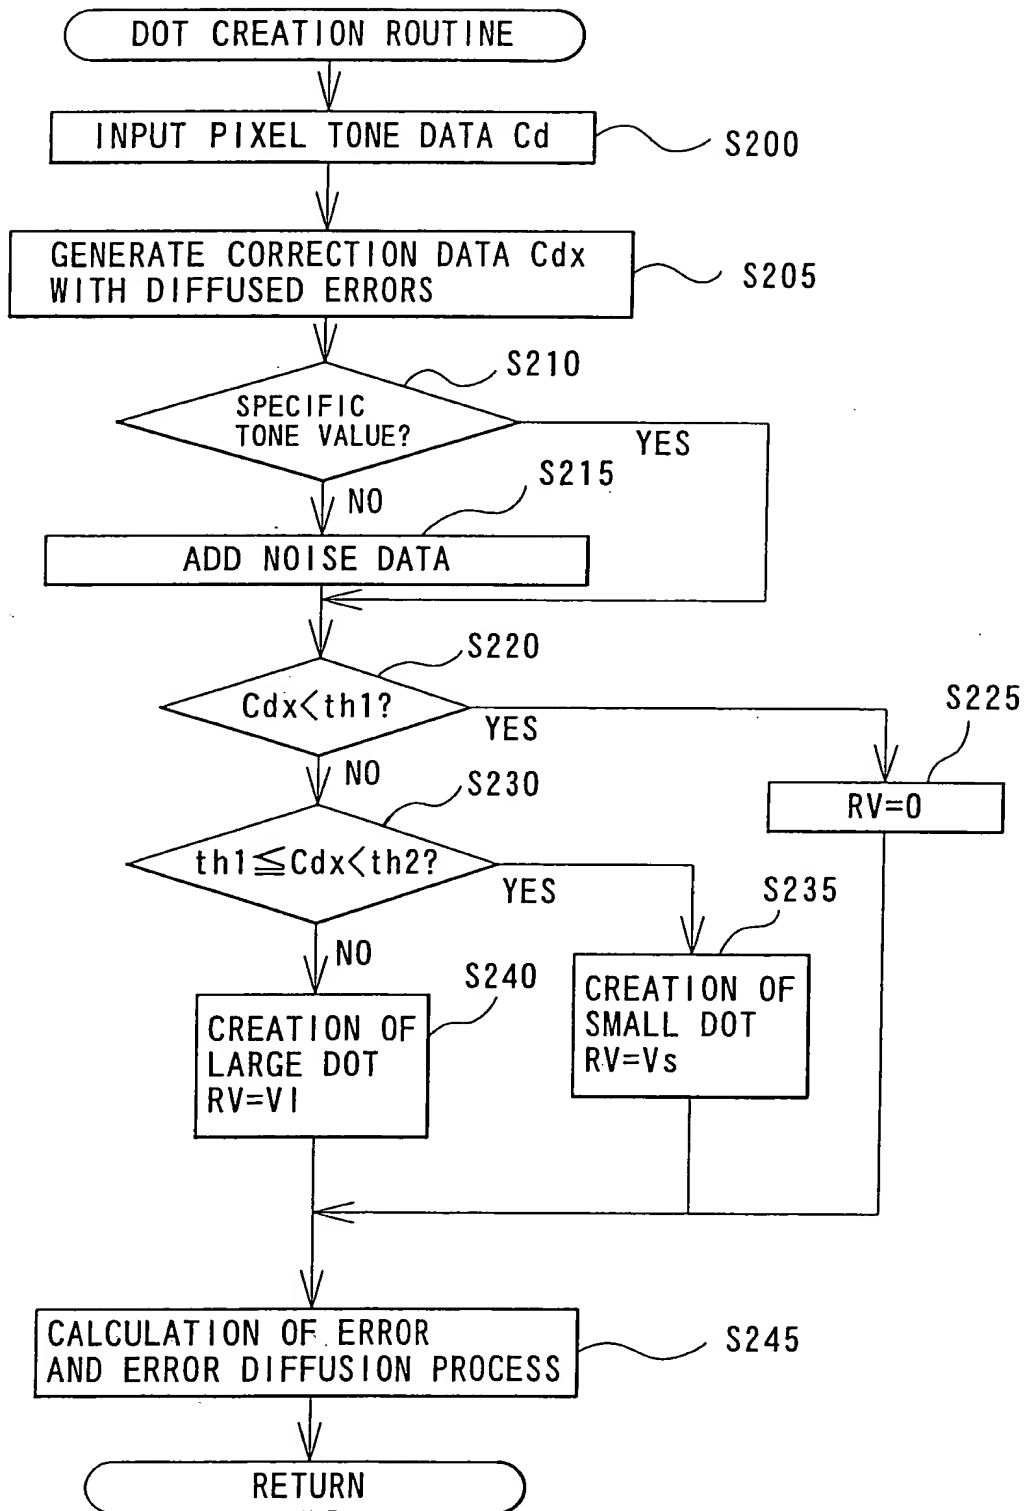 DOT CREATION ROUTINE
INPUT PIXEL TONE DATA Cd
S200
GENERATE CORRECTION DATA Cdx
WITH DIFFUSED ERRORS
S205
S210
SPECIFIC
TONE VALUE?
YES
NO
S215
ADD NOISE DATA
S220
Cdx<th1?
YES
NO
S225
RV=0
S230
th1≦Cdx<th2?
YES
NO
S235
CREATION OF
SMALL DOT
RV=Vs
S240
CREATION OF
LARGE DOT
RV=Vl
CALCULATION OF ERROR
AND ERROR DIFFUSION PROCESS
S245
RETURN